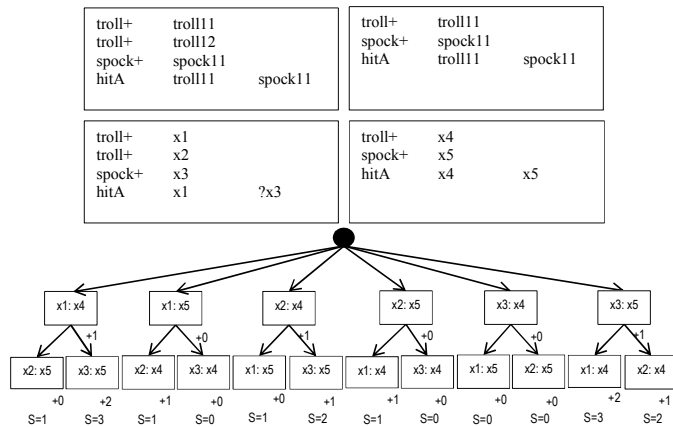 troll+ troll11
troll+ troll12
spock+ spock11
hitA troll11 spock11
troll+ troll11
spock+ spock11
hitA troll11 spock11
troll+ x1
troll+ x2
spock+ x3
hitA x1 ?x3
troll+ x4
spock+ x5
hitA x4 x5
x1: x4 x1: x5 x2: x4 x2: x5 x3: x4 x3: x5
+1 +0 +1 +0 +0 +0
x2: x5 x3: x5 x2: x4 x3: x4 x1: x5 x3: x5 x1: x4 x3: x4 x1: x5 x2: x5 x1: x4 x2: x4
+0 +2 +1 +0 +0 +1 +1 +0 +0 +0 +2 +1
S=1 S=3 S=1 S=0 S=1 S=2 S=1 S=0 S=0 S=0 S=3 S=2